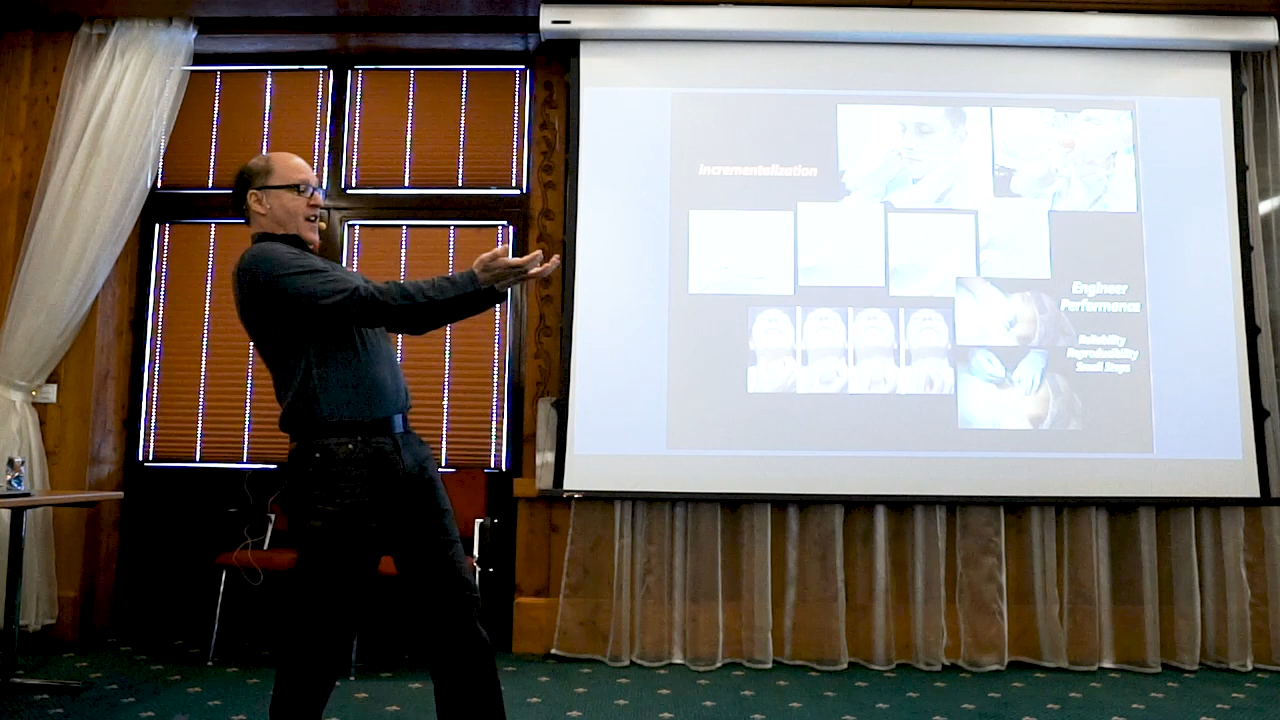 Incrementalization
Engineer
Performance
Reliability
Reproducibility
Small Steps